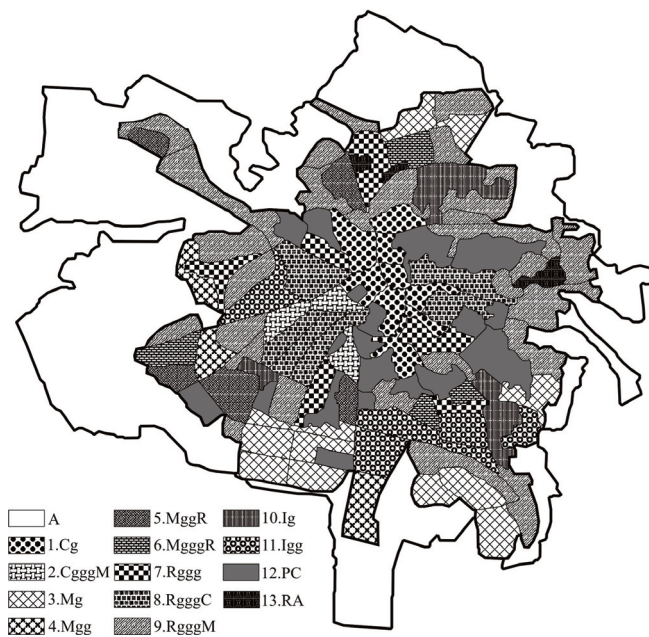 A
1.Cg
2.CgggM
3.Mg
4.Mgg
5.MggR
6.MgggR
7.Rggg
8.RgggC
9.RgggM
10.Ig
11.Igg
12.PC
13.RA